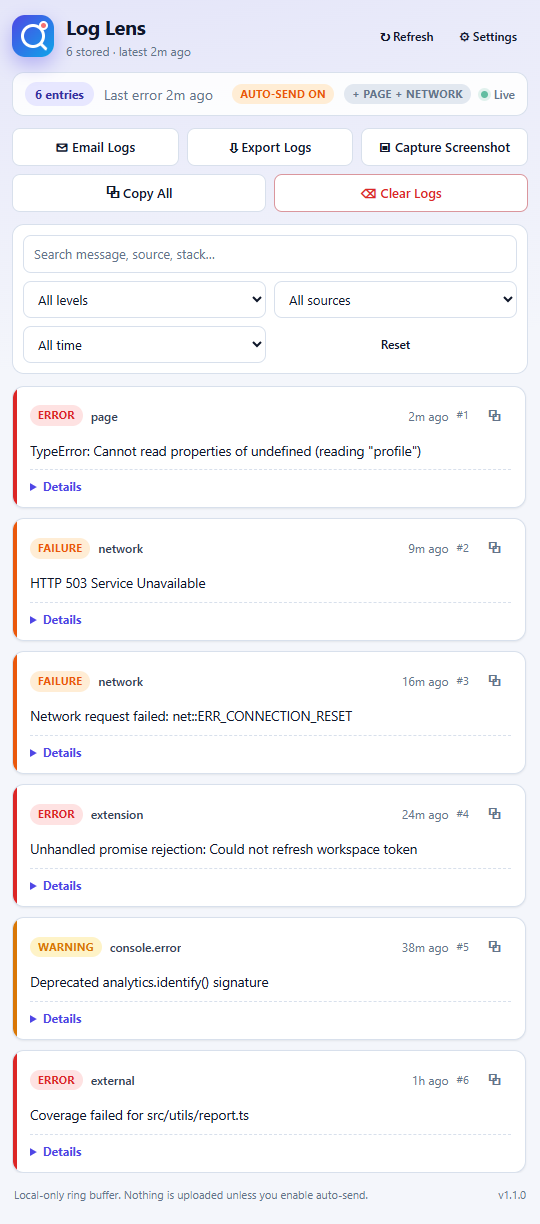 Log Lens
6 stored · latest 2m ago
Refresh
Settings
6 entries
Last error 2m ago
AUTO-SEND ON
+ PAGE + NETWORK
Live
Email Logs
Export Logs
Capture Screenshot
Copy All
Clear Logs
Search message, source, stack...
All levels
All sources
All time
Reset
ERROR page 2m ago #1
TypeError: Cannot read properties of undefined (reading "profile")
Details
FAILURE network 9m ago #2
HTTP 503 Service Unavailable
Details
FAILURE network 16m ago #3
Network request failed: net::ERR_CONNECTION_RESET
Details
ERROR extension 24m ago #4
Unhandled promise rejection: Could not refresh workspace token
Details
WARNING console.error 38m ago #5
Deprecated analytics.identify() signature
Details
ERROR external 1h ago #6
Coverage failed for src/utils/report.ts
Details
Local-only ring buffer. Nothing is uploaded unless you enable auto-send.
v1.1.0